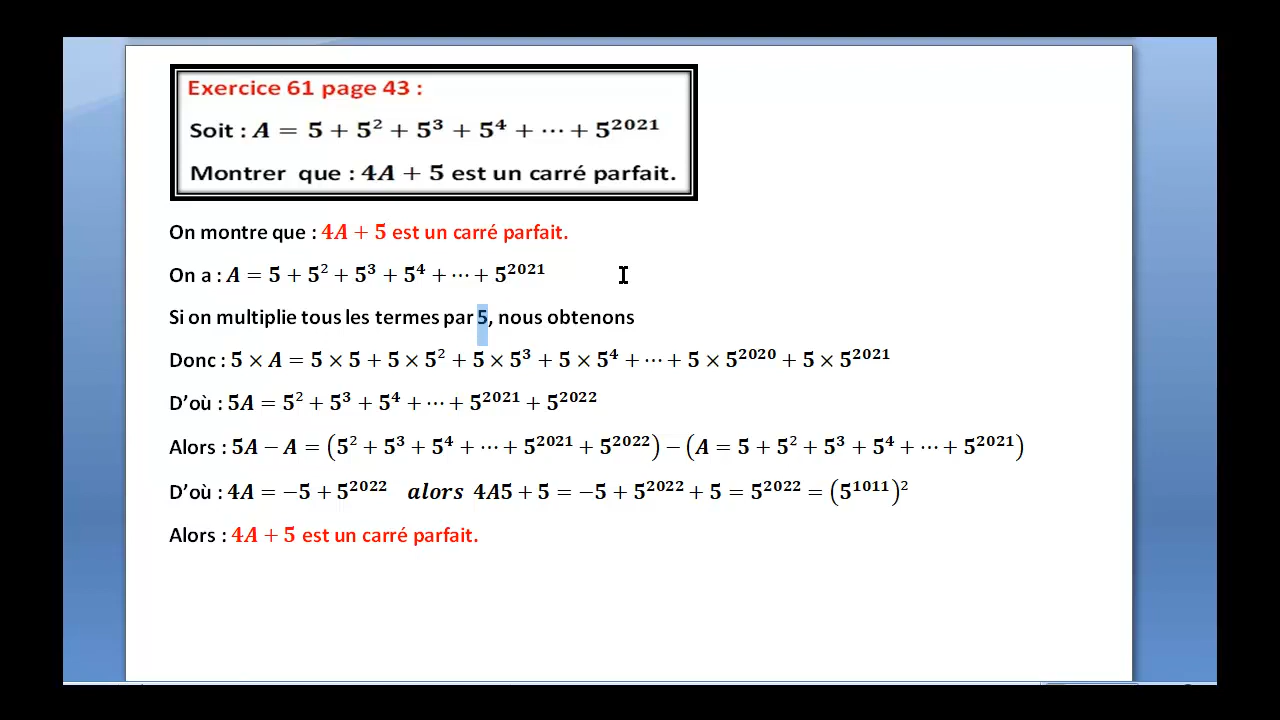 Exercice 61 page 43 :
Soit : A = 5 + 5² + 5³ + 5⁴ + ⋯ + 5²⁰²¹
Montrer que : 4A + 5 est un carré parfait.
On montre que : 4A + 5 est un carré parfait.
On a : A = 5 + 5² + 5³ + 5⁴ + ⋯ + 5²⁰²¹
Si on multiplie tous les termes par 5, nous obtenons
Donc : 5 × A = 5 × 5 + 5 × 5² + 5 × 5³ + 5 × 5⁴ + ⋯ + 5 × 5²⁰²⁰ + 5 × 5²⁰²¹
D’où : 5A = 5² + 5³ + 5⁴ + ⋯ + 5²⁰²¹ + 5²⁰²²
Alors : 5A − A = (5² + 5³ + 5⁴ + ⋯ + 5²⁰²¹ + 5²⁰²²) − (A = 5 + 5² + 5³ + 5⁴ + ⋯ + 5²⁰²¹)
D’où : 4A = −5 + 5²⁰²² alors 4A5 + 5 = −5 + 5²⁰²² + 5 = 5²⁰²² = (5¹⁰¹¹)²
Alors : 4A + 5 est un carré parfait.